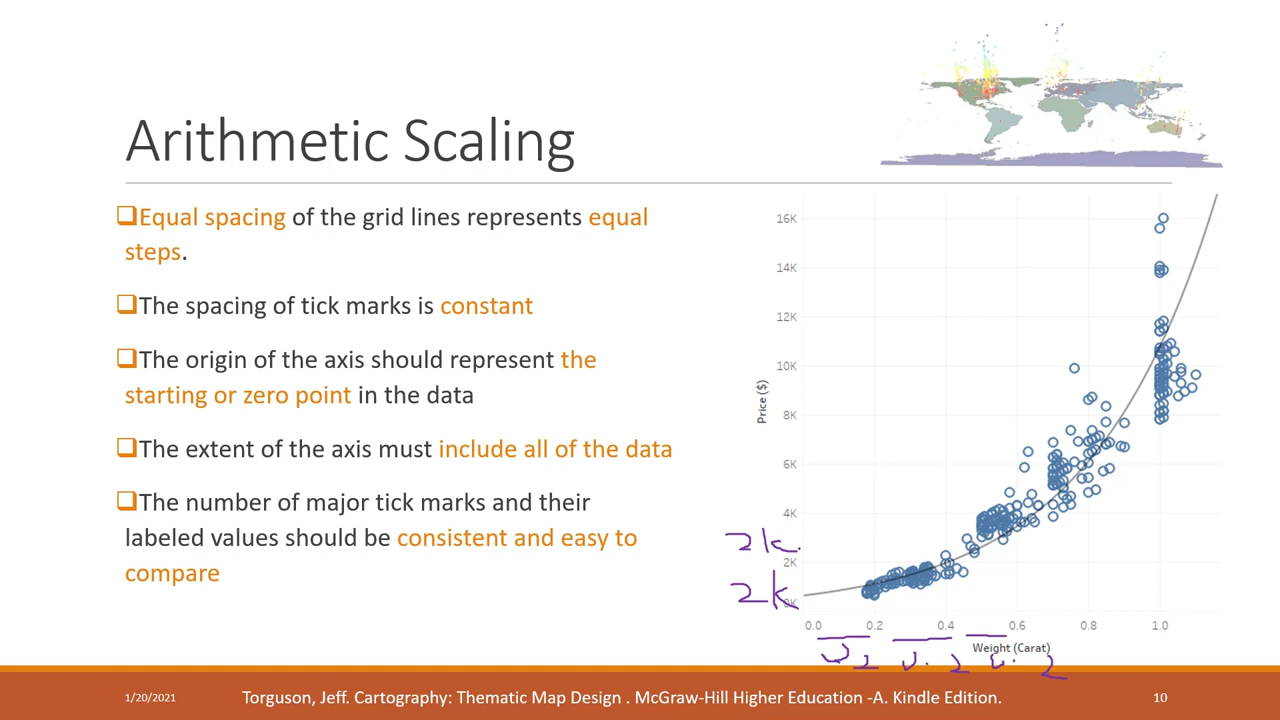 Arithmetic Scaling
❑Equal spacing of the grid lines represents equal
steps.
❑The spacing of tick marks is constant
❑The origin of the axis should represent the
starting or zero point in the data
❑The extent of the axis must include all of the data
❑The number of major tick marks and their
labeled values should be consistent and easy to
compare
16K
14K
12K
10K
8K
6K
4K
2K
Price ($)
2k
2k
0.0 0.2 0.4 0.6 0.8 1.0
Weight (Carat)
1/20/2021
Torguson, Jeff. Cartography: Thematic Map Design . McGraw-Hill Higher Education -A. Kindle Edition.
10